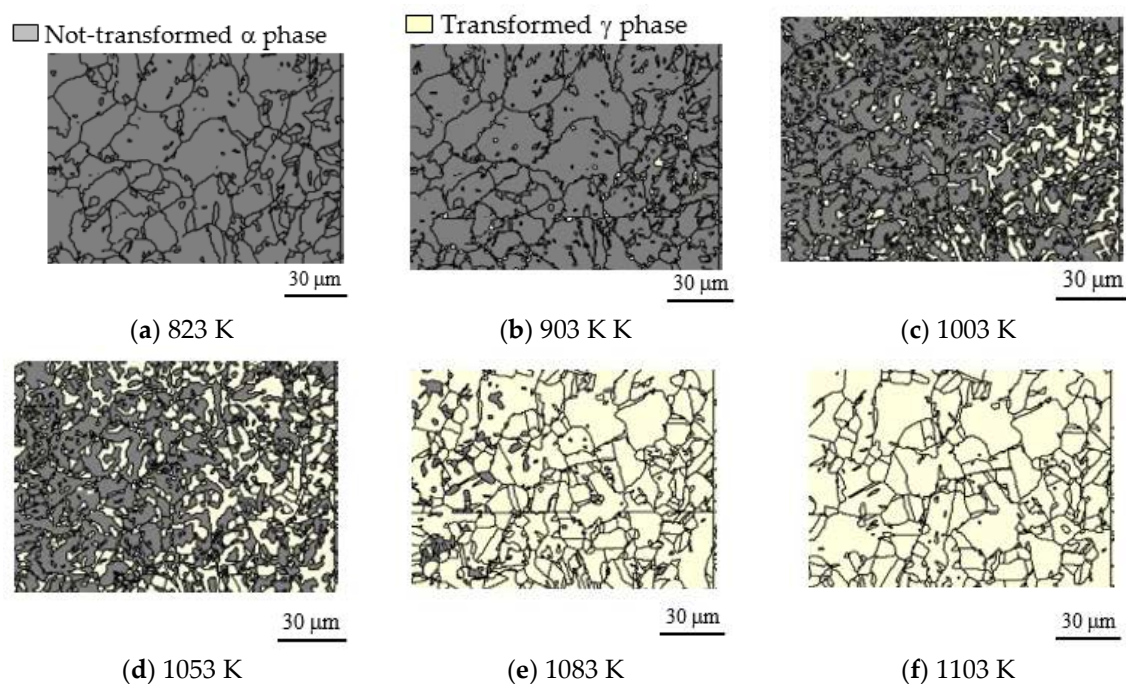 Not-transformed α phase
Transformed γ phase
30 μm
30 μm
30 μm
(a) 823 K
(b) 903 K K
(c) 1003 K
30 μm
30 μm
30 μm
(d) 1053 K
(e) 1083 K
(f) 1103 K